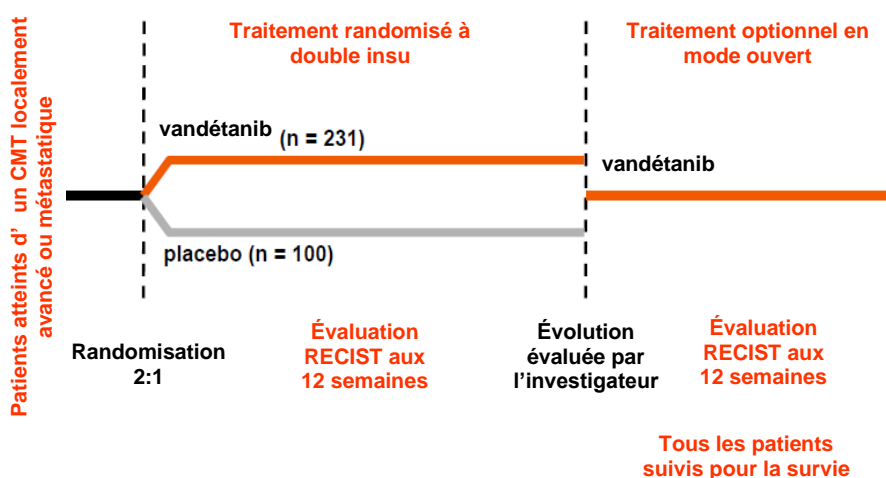 Patients atteints d’ un CMT localement
avancé ou métastatique
Traitement randomisé à
double insu
Traitement optionnel en
mode ouvert
vandétanib (n = 231)
vandétanib
placebo (n = 100)
Randomisation
2:1
Évaluation
RECIST aux
12 semaines
Évolution
évaluée par
l’investigateur
Évaluation
RECIST aux
12 semaines
Tous les patients
suivis pour la survie